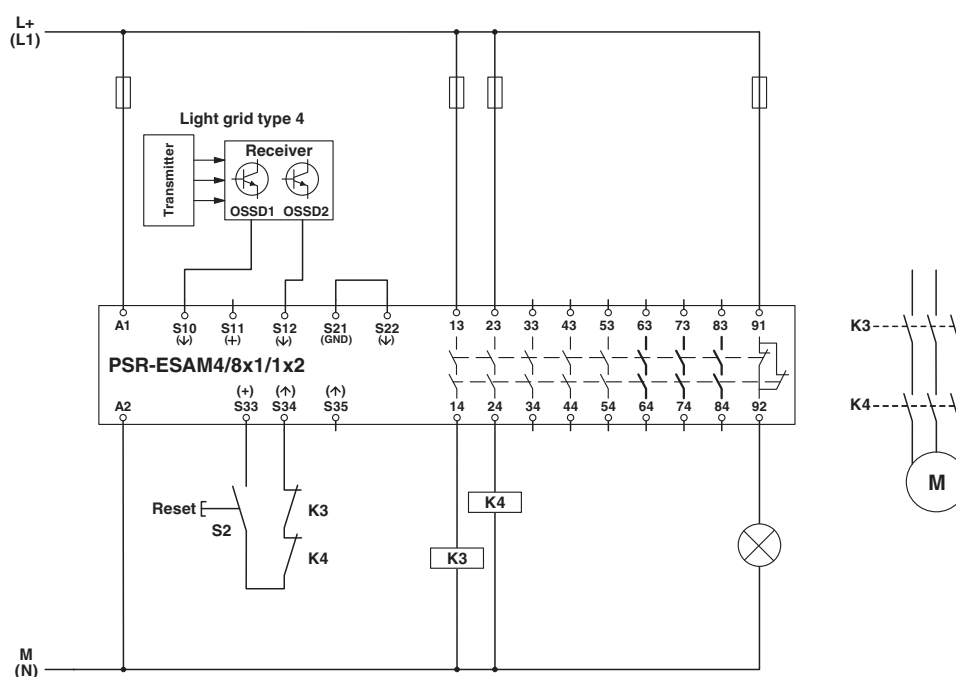 L+
(L1)
Light grid type 4
Transmitter
Receiver
OSSD1 OSSD2
A1 S10 S11 S12 S21 S22 13 23 33 43 53 63 73 83 91
(↓) (+) (↓) (GND) (↓)
PSR-ESAM4/8x1/1x2
(+) (↑) (↑)
A2 S33 S34 S35 14 24 34 44 54 64 74 84 92
K3
K4
M
Reset
S2
K3
K4
K4
K3
M
(N)